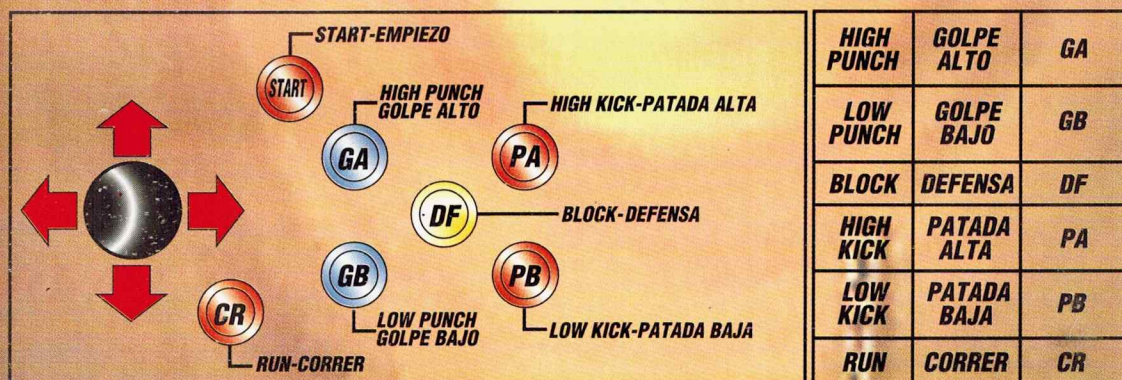 START-EMPIEZO
START
HIGH PUNCH
GOLPE ALTO
HIGH KICK-PATADA ALTA
GA
PA
DF
BLOCK-DEFENSA
GB
PB
CR
LOW PUNCH
GOLPE BAJO
LOW KICK-PATADA BAJA
RUN-CORRER
HIGH PUNCH
GOLPE ALTO
GA
LOW PUNCH
GOLPE BAJO
GB
BLOCK
DEFENSA
DF
HIGH KICK
PATADA ALTA
PA
LOW KICK
PATADA BAJA
PB
RUN
CORRER
CR